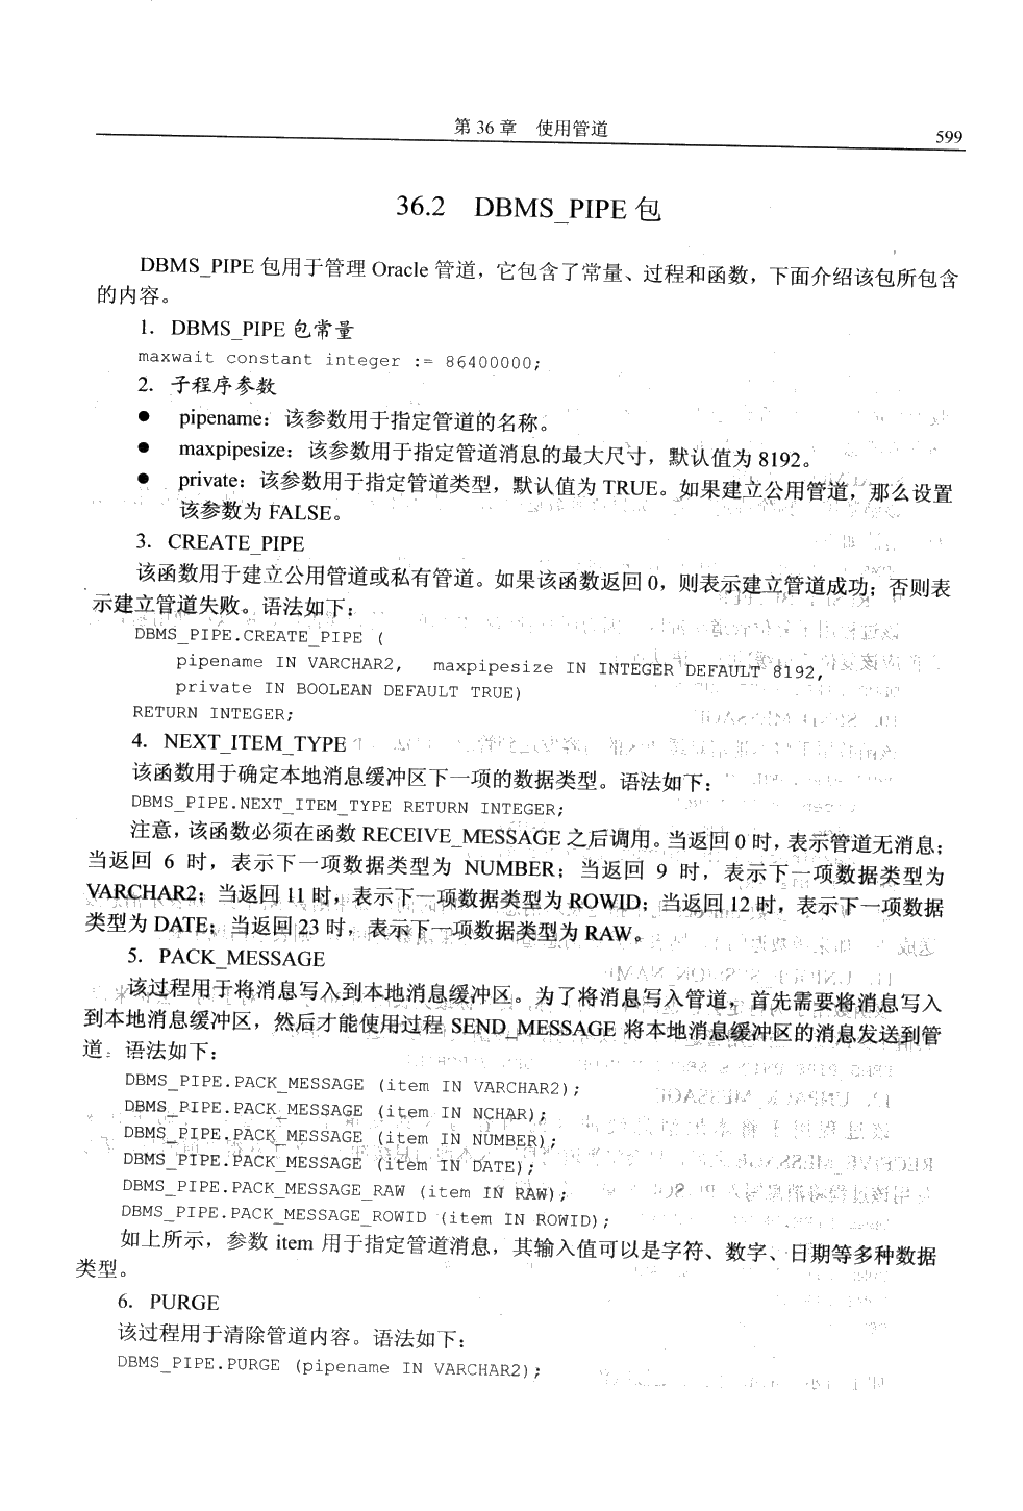 第 36 章　使用管道
599
36.2　DBMS_PIPE 包
DBMS_PIPE 包用于管理 Oracle 管道，它包含了常量、过程和函数，下面介绍该包所包含
的内容。
1．DBMS_PIPE 包常量
maxwait constant integer := 86400000;
2．子程序参数
● pipename：该参数用于指定管道的名称。
● maxpipesize：该参数用于指定管道消息的最大尺寸，默认值为 8192。
● private：该参数用于指定管道类型，默认值为 TRUE。如果建立公用管道，那么设置
该参数为 FALSE。
3．CREATE_PIPE
该函数用于建立公用管道或私有管道。如果该函数返回 0，则表示建立管道成功；否则表
示建立管道失败。语法如下：
DBMS_PIPE.CREATE_PIPE (
pipename IN VARCHAR2, maxpipesize IN INTEGER DEFAULT 8192,
private IN BOOLEAN DEFAULT TRUE)
RETURN INTEGER;
4．NEXT_ITEM_TYPE
该函数用于确定本地消息缓冲区下一项的数据类型。语法如下：
DBMS_PIPE.NEXT_ITEM_TYPE RETURN INTEGER;
注意，该函数必须在函数 RECEIVE_MESSAGE 之后调用。当返回 0 时，表示管道无消息；
当返回 6 时，表示下一项数据类型为 NUMBER；当返回 9 时，表示下一项数据类型为
VARCHAR2；当返回 11 时，表示下一项数据类型为 ROWID；当返回 12 时，表示下一项数据
类型为 DATE；当返回 23 时，表示下一项数据类型为 RAW。
5．PACK_MESSAGE
该过程用于将消息写入到本地消息缓冲区。为了将消息写入管道，首先需要将消息写入
到本地消息缓冲区，然后才能使用过程 SEND_MESSAGE 将本地消息缓冲区的消息发送到管
道。语法如下：
DBMS_PIPE.PACK_MESSAGE (item IN VARCHAR2);
DBMS_PIPE.PACK_MESSAGE (item IN NCHAR);
DBMS_PIPE.PACK_MESSAGE (item IN NUMBER);
DBMS_PIPE.PACK_MESSAGE (item IN DATE);
DBMS_PIPE.PACK_MESSAGE_RAW (item IN RAW);
DBMS_PIPE.PACK_MESSAGE_ROWID (item IN ROWID);
如上所示，参数 item 用于指定管道消息，其输入值可以是字符、数字、日期等多种数据
类型。
6．PURGE
该过程用于清除管道内容。语法如下：
DBMS_PIPE.PURGE (pipename IN VARCHAR2);